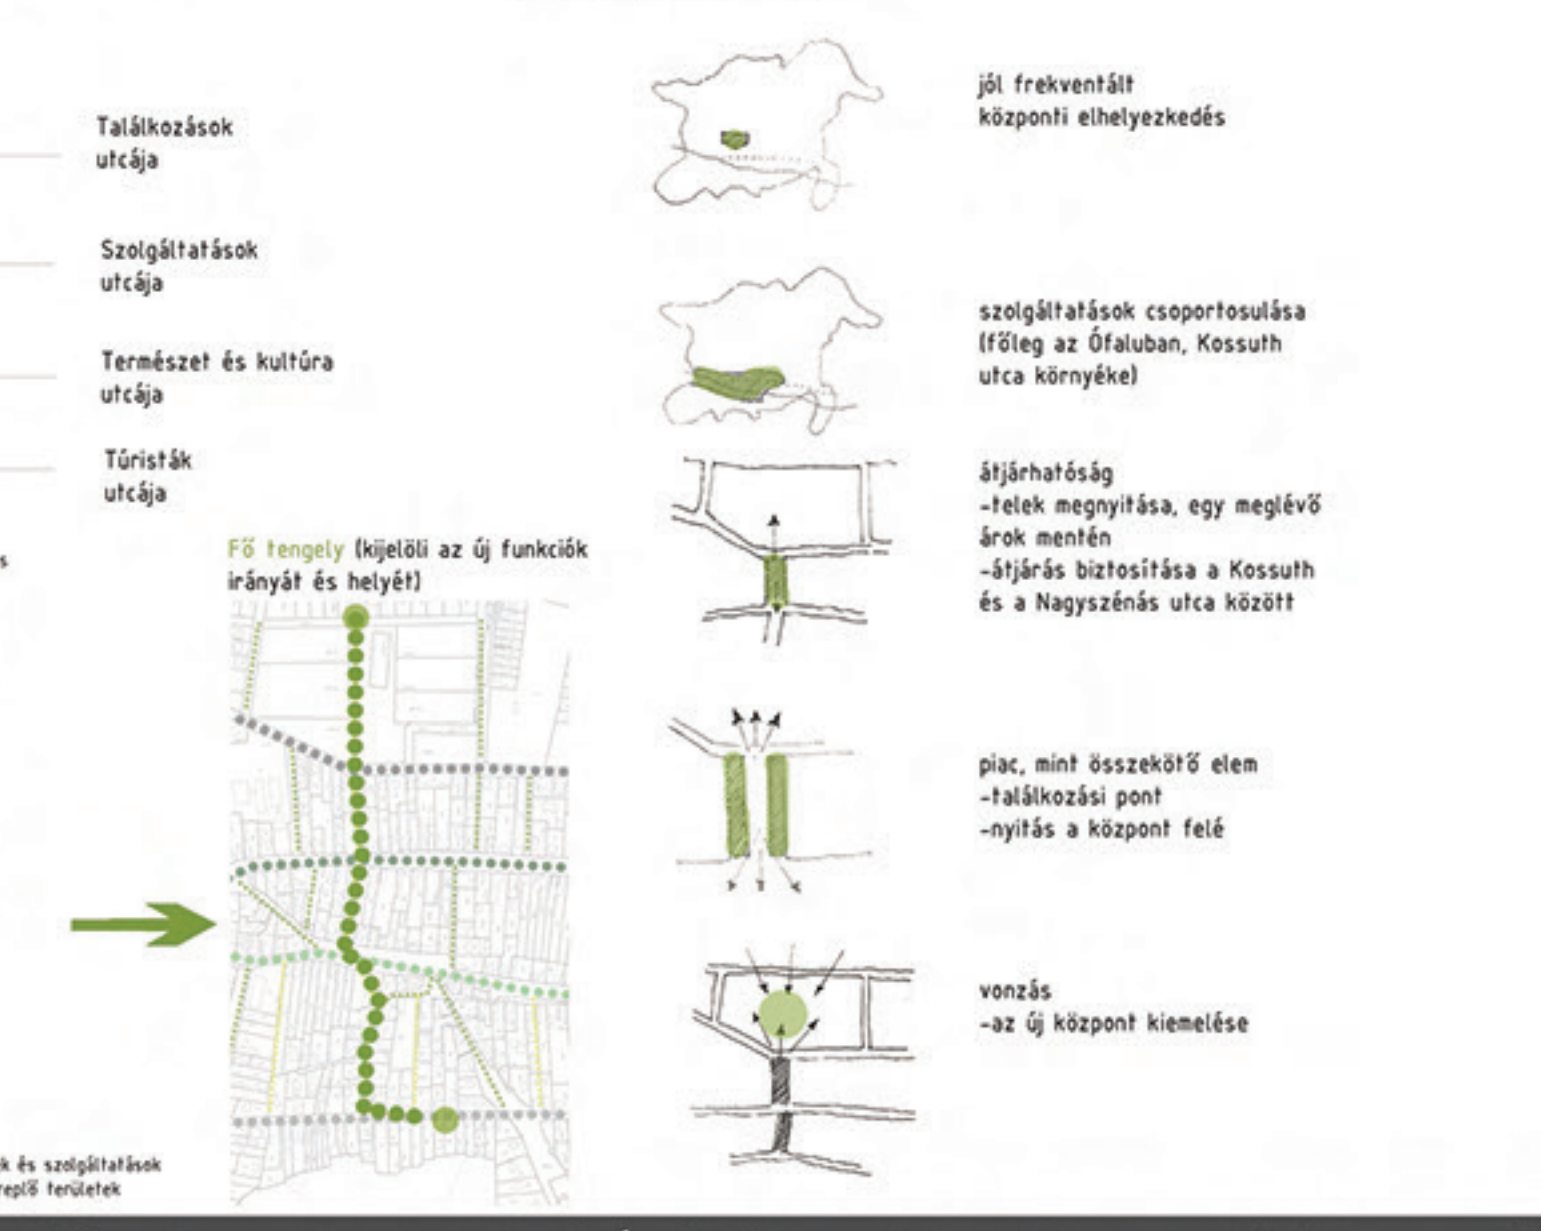 Találkozások
utcája
Szolgáltatások
utcája
Természet és kultúra
utcája
Túristák
utcája
Fő tengely (kijelöli az új funkciók
irányát és helyét)
és szolgáltatások
területek
jól frekventált
központi elhelyezkedés
szolgáltatások csoportosulása
(főleg az Ófaluban, Kossuth
utca környéke)
átjárhatóság
-telek megnyitása, egy meglévő
árok mentén
-átjárás biztosítása a Kossuth
és a Nagyszénás utca között
piac, mint összekötő elem
-találkozási pont
-nyitás a központ felé
vonzás
-az új központ kiemelése